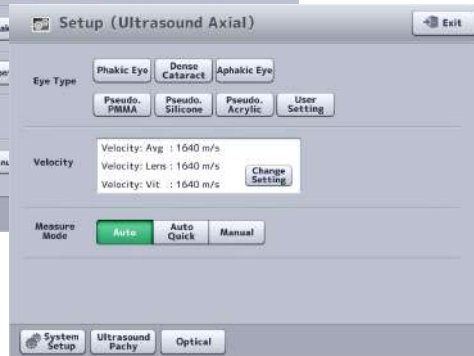 Setup (Ultrasound Axial)
Exit
Eye Type
Phakic Eye
Dense
Cataract
Aphakic Eye
Pseudo.
PMMA
Pseudo.
Silicone
Pseudo.
Acrylic
User
Setting
Velocity
Velocity: Avg : 1640 m/s
Velocity: Lens : 1640 m/s
Velocity: Vit : 1640 m/s
Change
Setting
Measure
Mode
Auto
Auto
Quick
Manual
System
Setup
Ultrasound
Pachy
Optical